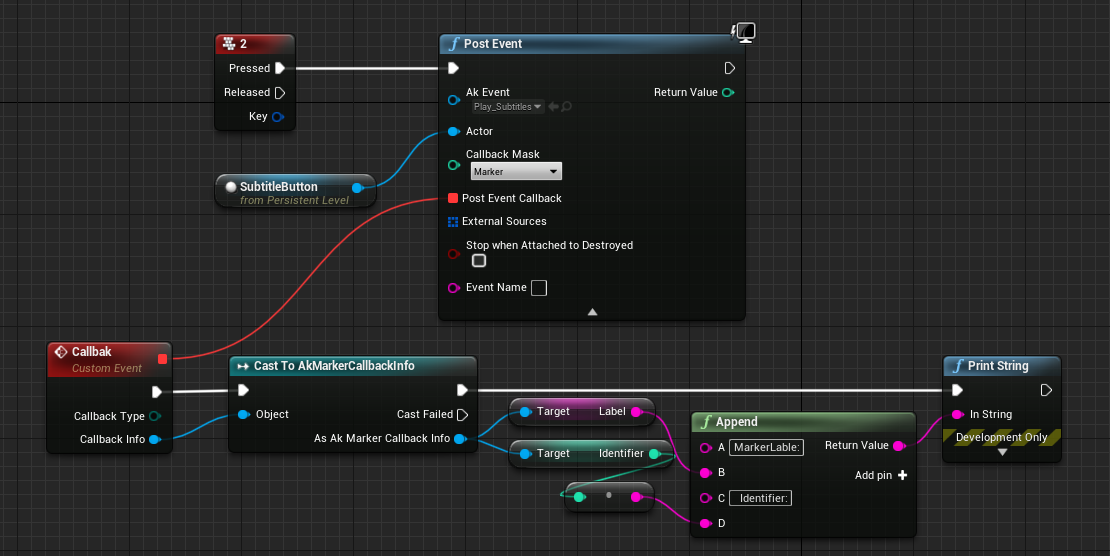 2
Pressed
Released
Key
SubtitleButton
from Persistent Level
Post Event
Ak Event
Play_Subtitles
Return Value
Actor
Callback Mask
Marker
Post Event Callback
External Sources
Stop when Attached to Destroyed
Event Name
Callbak
Custom Event
Callback Type
Callback Info
Cast To AkMarkerCallbackInfo
Object
Cast Failed
As Ak Marker Callback Info
Target Label
Target Identifier
Append
A MarkerLable:
Return Value
B
Add pin
C Identifier:
D
Print String
In String
Development Only